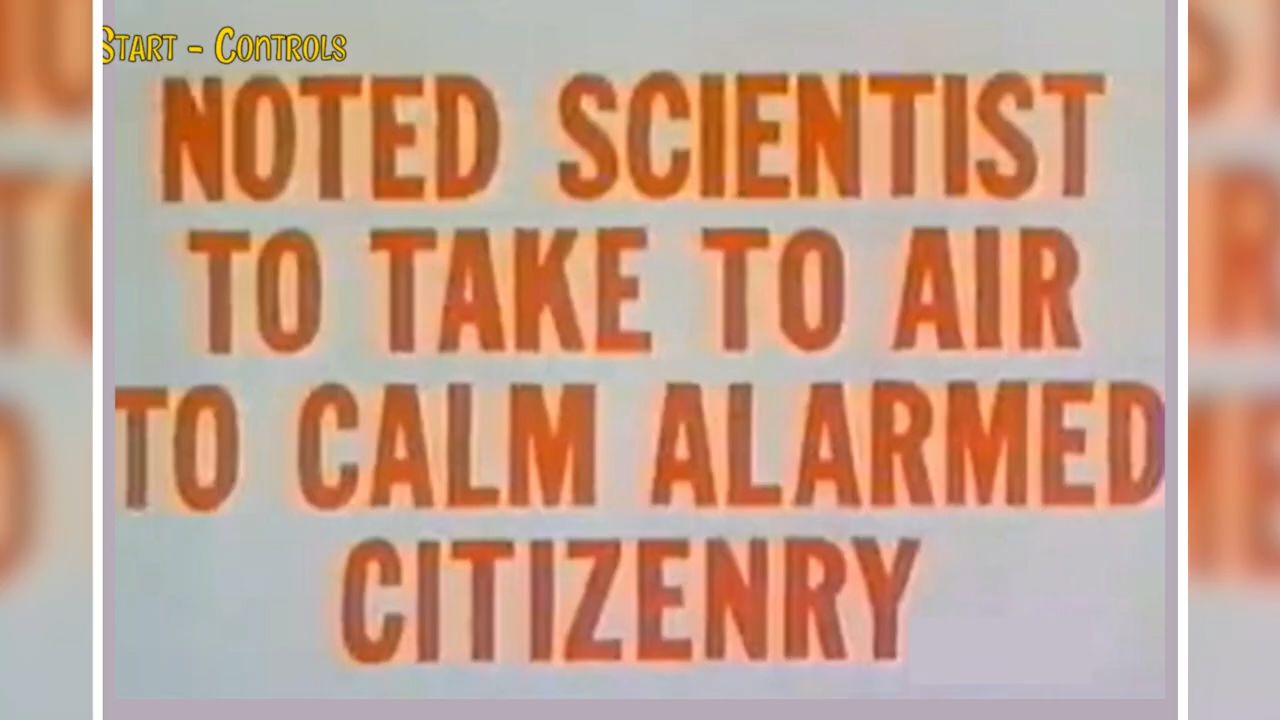 Start - Controls
NOTED SCIENTIST
TO TAKE TO AIR
TO CALM ALARMED
CITIZENRY